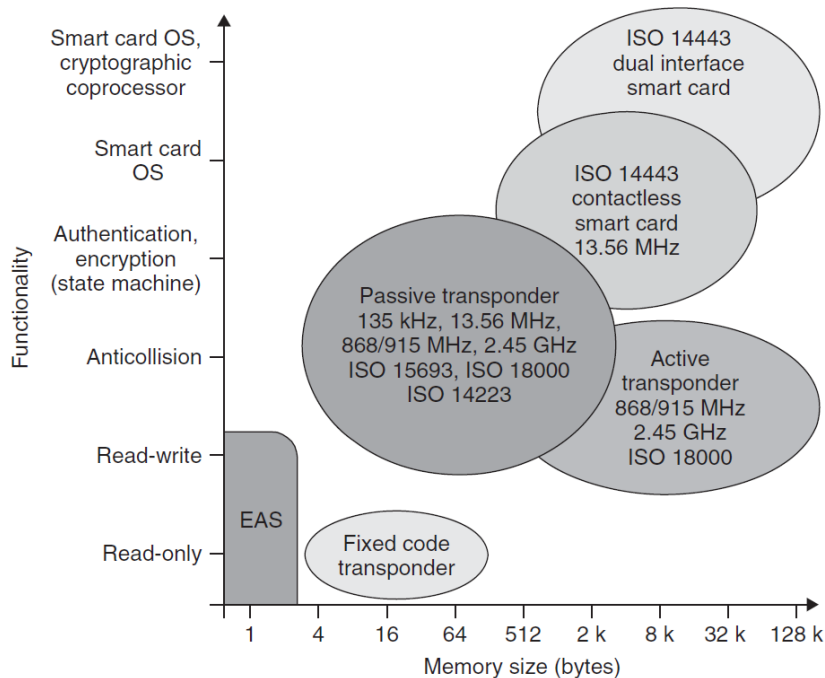 Smart card OS,
cryptographic
coprocessor
Smart card
OS
Authentication,
encryption
(state machine)
Anticollision
Read-write
Read-only
Functionality
ISO 14443
dual interface
smart card
ISO 14443
contactless
smart card
13.56 MHz
Passive transponder
135 kHz, 13.56 MHz,
868/915 MHz, 2.45 GHz
ISO 15693, ISO 18000
ISO 14223
Active
transponder
868/915 MHz
2.45 GHz
ISO 18000
EAS
Fixed code
transponder
1 4 16 64 512 2 k 8 k 32 k 128 k
Memory size (bytes)